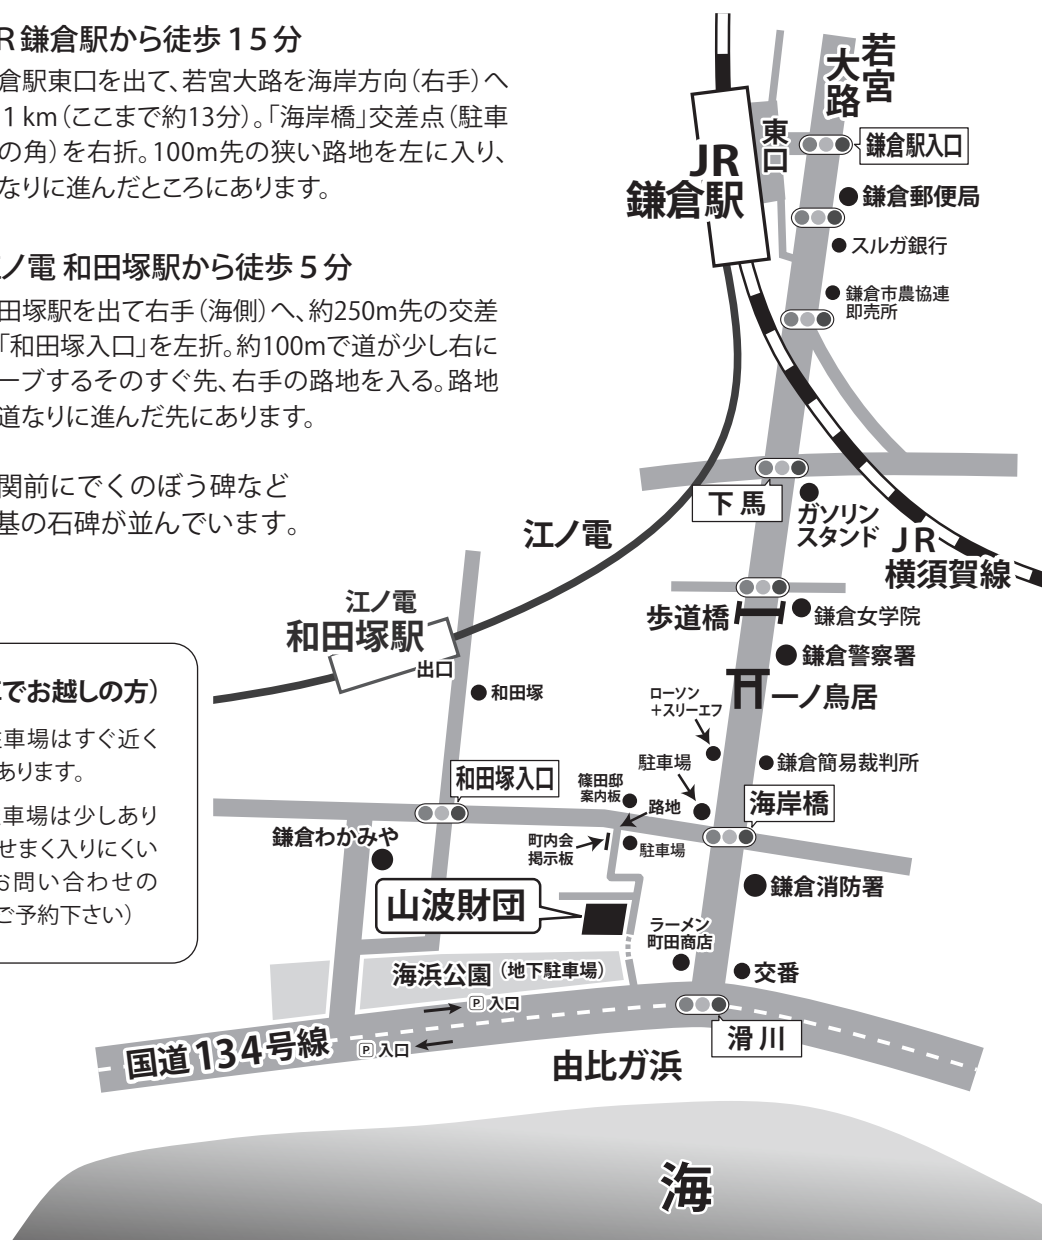 R 鎌倉駅から徒歩 1 5 分
倉駅東口を出て、若宮大路を海岸方向(右手)へ
1 km(ここまで約13分)。「海岸橋」交差点(駐車
の角)を右折。100m先の狭い路地を左に入り、
なりに進んだところにあります。
ノ電 和田塚駅から徒歩 5 分
田塚駅を出て右手(海側)へ、約250m先の交差
「和田塚入口」を左折。約100mで道が少し右に
ーブするそのすぐ先、右手の路地を入る。路地
道なりに進んだ先にあります。
関前にでくのぼう碑など
基の石碑が並んでいます。
でお越しの方)
車場はすぐ近く
あります。
車場は少しあり
せまく入りにくい
お問い合わせの
ご予約下さい)
若宮
大路
東口
鎌倉駅入口
JR
鎌倉駅
鎌倉郵便局
スルガ銀行
鎌倉市農協連
即売所
下 馬
ガソリン
スタンド
JR
横須賀線
江ノ電
江ノ電
和田塚駅
出口
和田塚
歩道橋
鎌倉女学院
鎌倉警察署
一ノ鳥居
ローソン
+スリーエフ
駐車場
鎌倉簡易裁判所
和田塚入口
篠田邸
案内板
路地
海岸橋
鎌倉わかみや
町内会
掲示板
駐車場
鎌倉消防署
山波財団
ラーメン
町田商店
海浜公園(地下駐車場)
交番
P 入口
国道 134号線
P 入口
滑 川
由比ガ浜
海